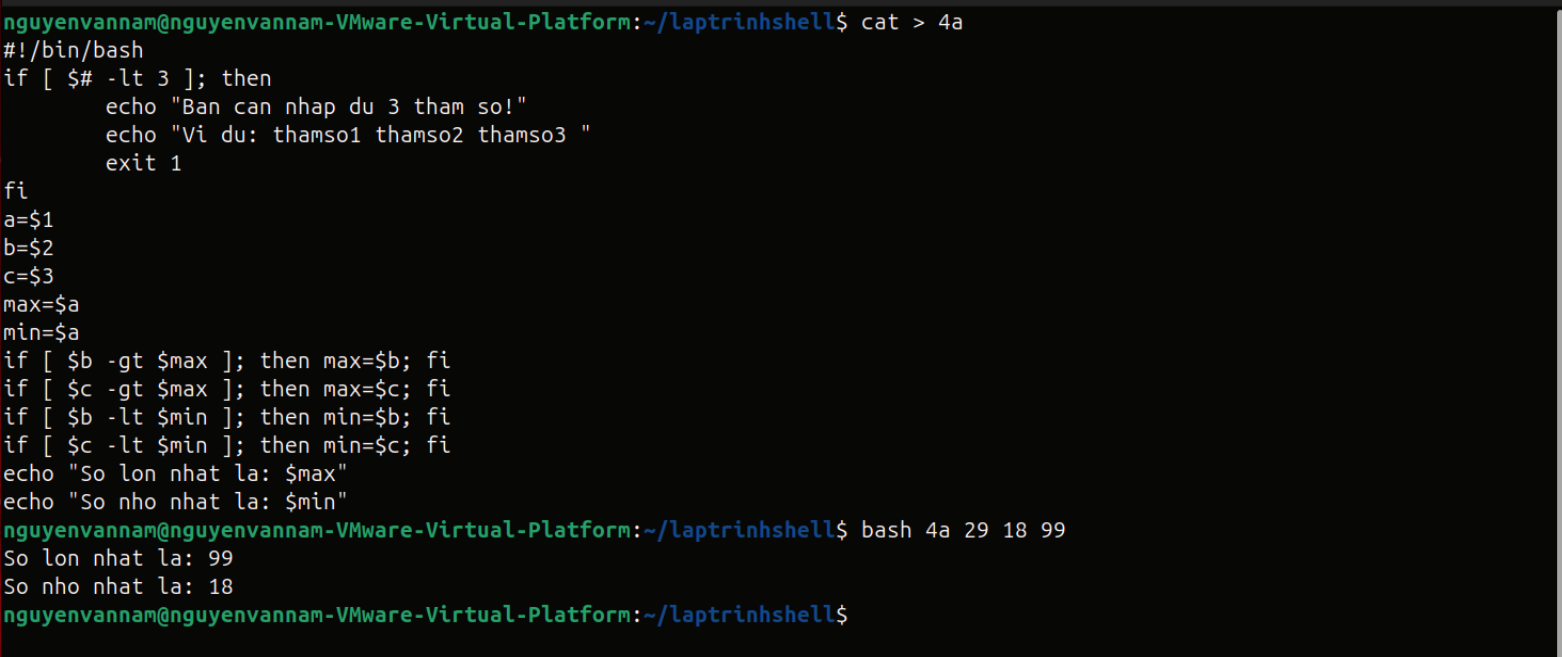 nguyenvannam@nguyenvannam-VMware-Virtual-Platform:~/laptrinhshell$ cat > 4a
#!/bin/bash
if [ $# -lt 3 ]; then
        echo "Ban can nhap du 3 tham so!"
        echo "Vi du: thamso1 thamso2 thamso3 "
        exit 1
fi
a=$1
b=$2
c=$3
max=$a
min=$a
if [ $b -gt $max ]; then max=$b; fi
if [ $c -gt $max ]; then max=$c; fi
if [ $b -lt $min ]; then min=$b; fi
if [ $c -lt $min ]; then min=$c; fi
echo "So lon nhat la: $max"
echo "So nho nhat la: $min"
nguyenvannam@nguyenvannam-VMware-Virtual-Platform:~/laptrinhshell$ bash 4a 29 18 99
So lon nhat la: 99
So nho nhat la: 18
nguyenvannam@nguyenvannam-VMware-Virtual-Platform:~/laptrinhshell$